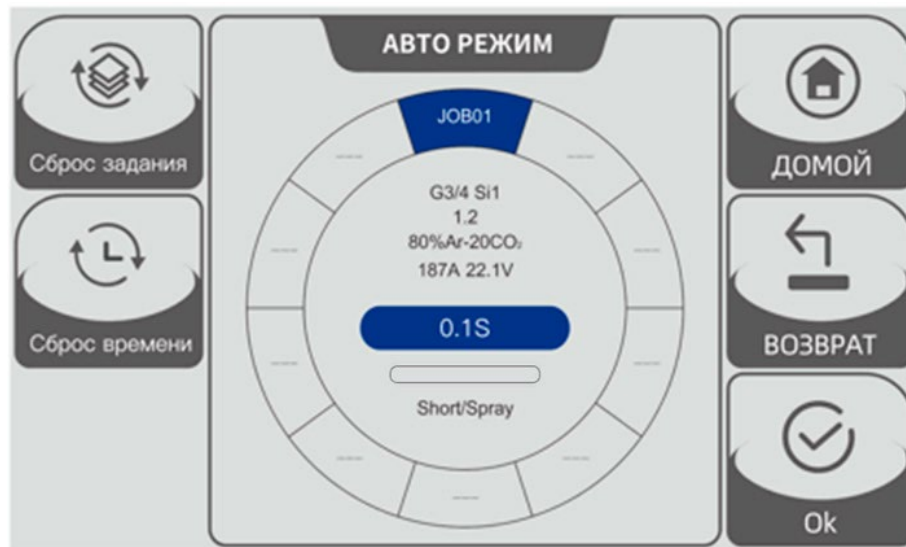 АВТО РЕЖИМ
Сброс задания
Сброс времени
JOB01
---
---
---
---
---
---
---
---
---
G3/4 Si1
1.2
80%Ar-20CO₂
187A 22.1V
0.1S
Short/Spray
ДОМОЙ
ВОЗВРАТ
Ok